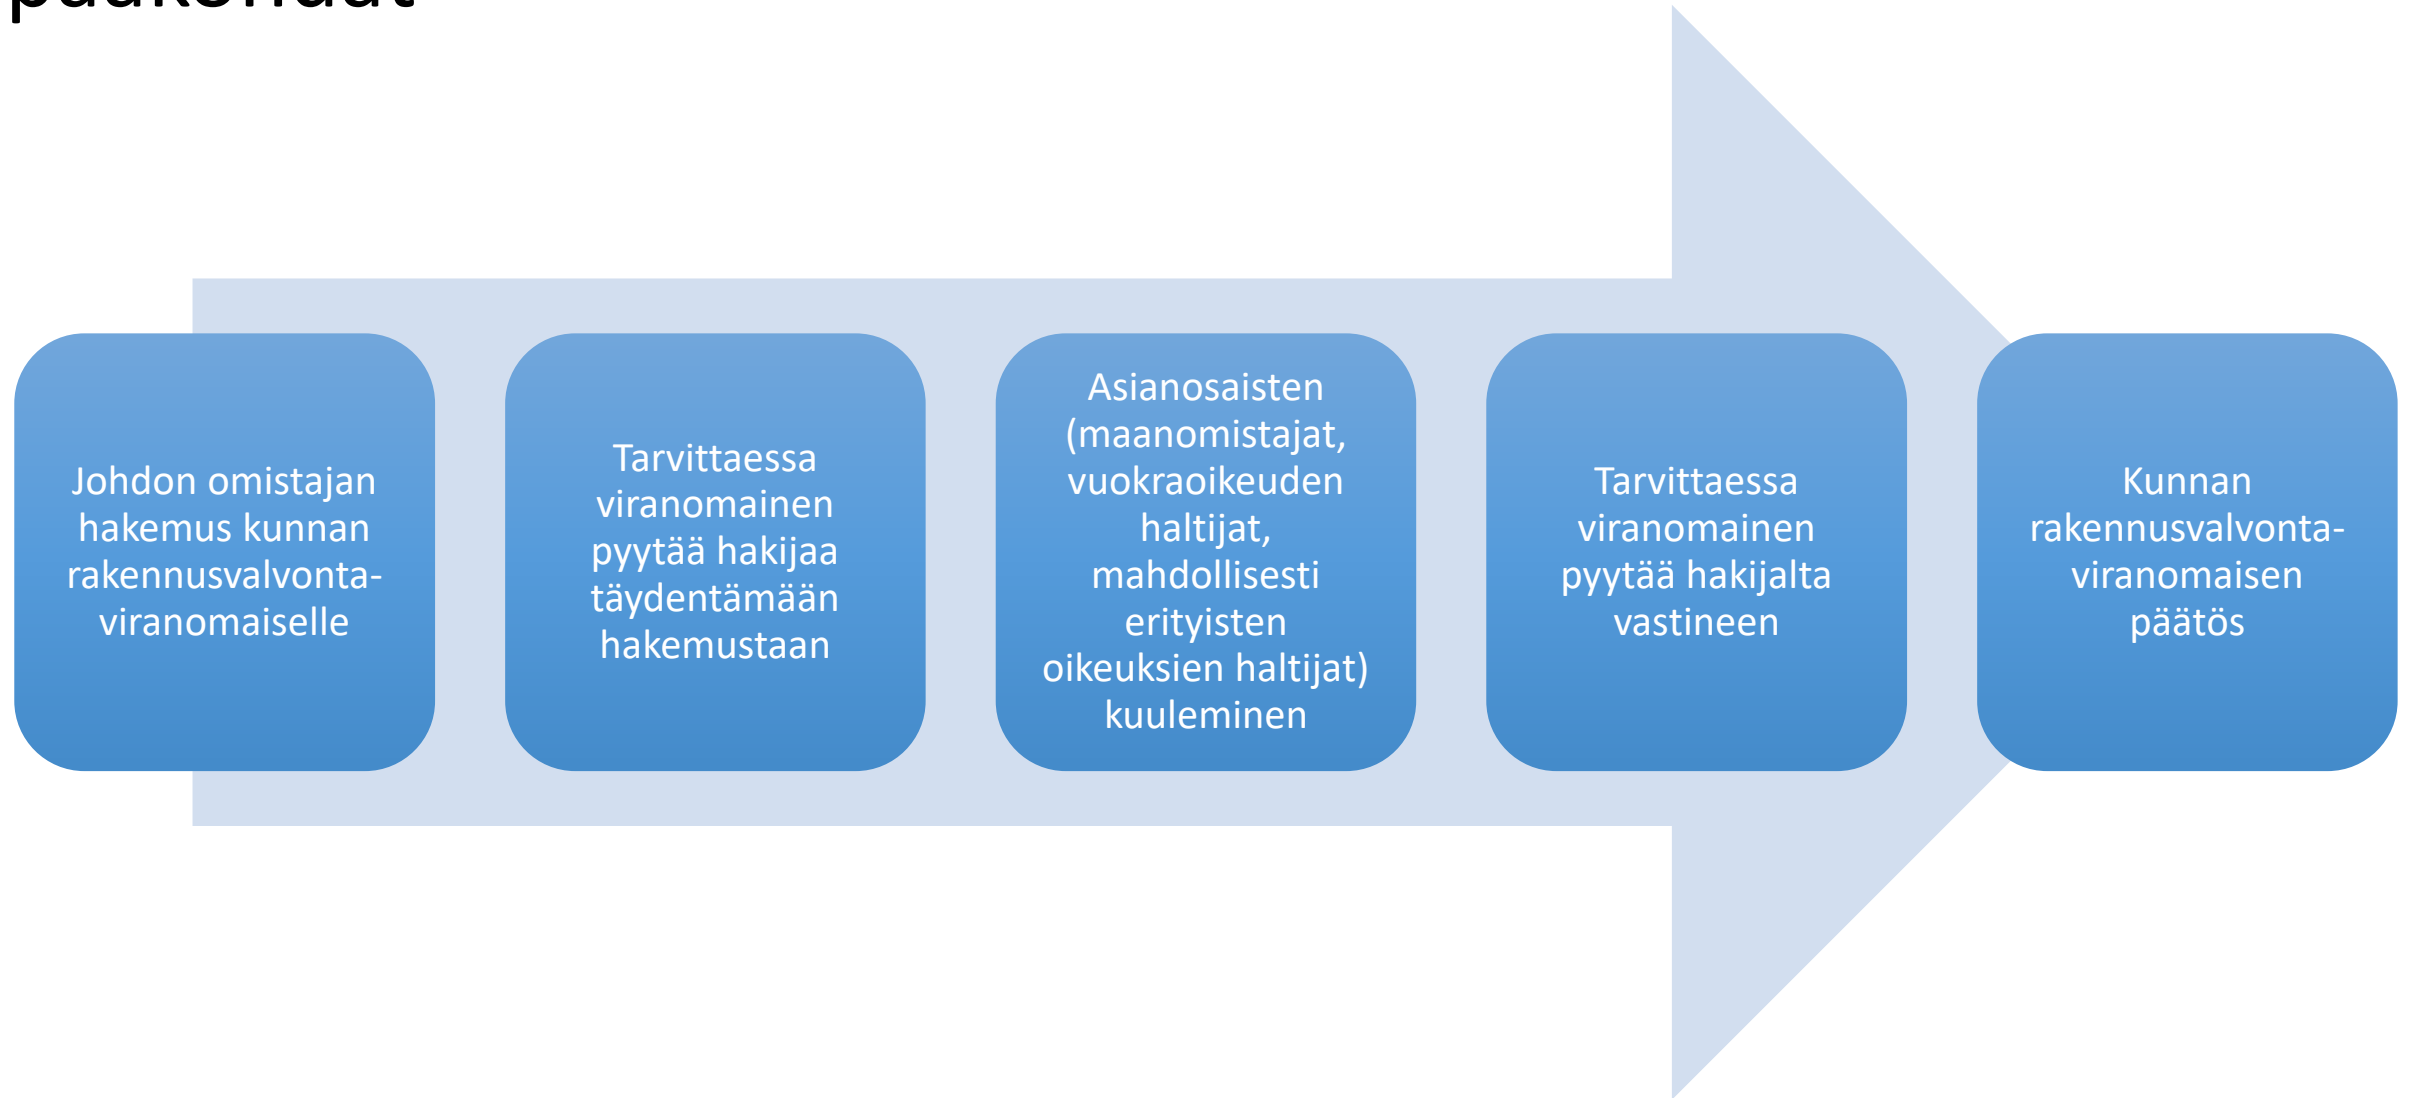 Johdon omistajan
hakemus kunnan
rakennusvalvonta-
viranomaiselle
Tarvittaessa
viranomainen
pyytää hakijaa
täydentämään
hakemustaan
Asianosaisten
(maanomistajat,
vuokraoikeuden
haltijat,
mahdollisesti
erityisten
oikeuksien haltijat)
kuuleminen
Tarvittaessa
viranomainen
pyytää hakijalta
vastineen
Kunnan
rakennusvalvonta-
viranomaisen
päätös